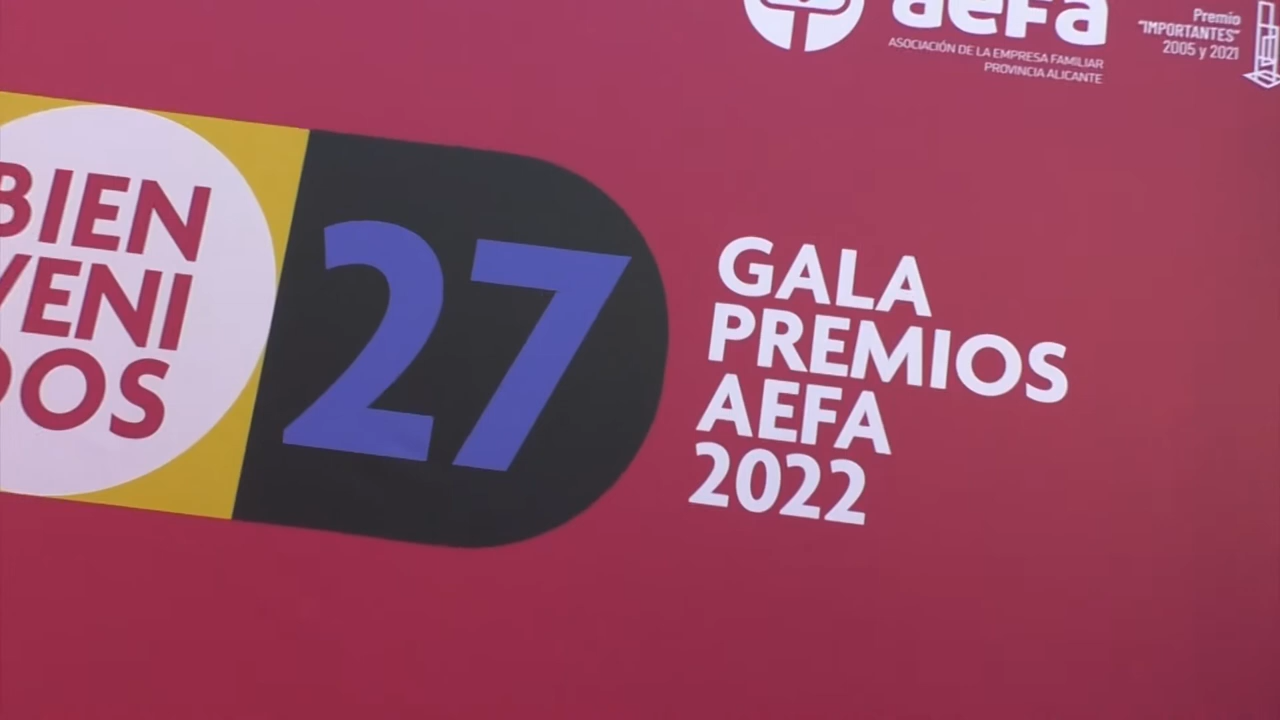 aefa
ASOCIACIÓN DE LA EMPRESA FAMILIAR
PROVINCIA ALICANTE
Premio
"IMPORTANTES"
2005 y 2021
BIEN
VENI
DOS
27
GALA
PREMIOS
AEFA
2022